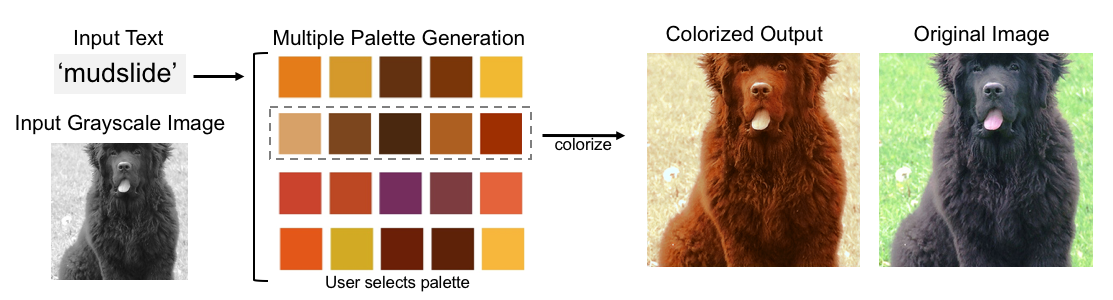 Input Text
‘mudslide’
Input Grayscale Image
Multiple Palette Generation
User selects palette
colorize
Colorized Output
Original Image